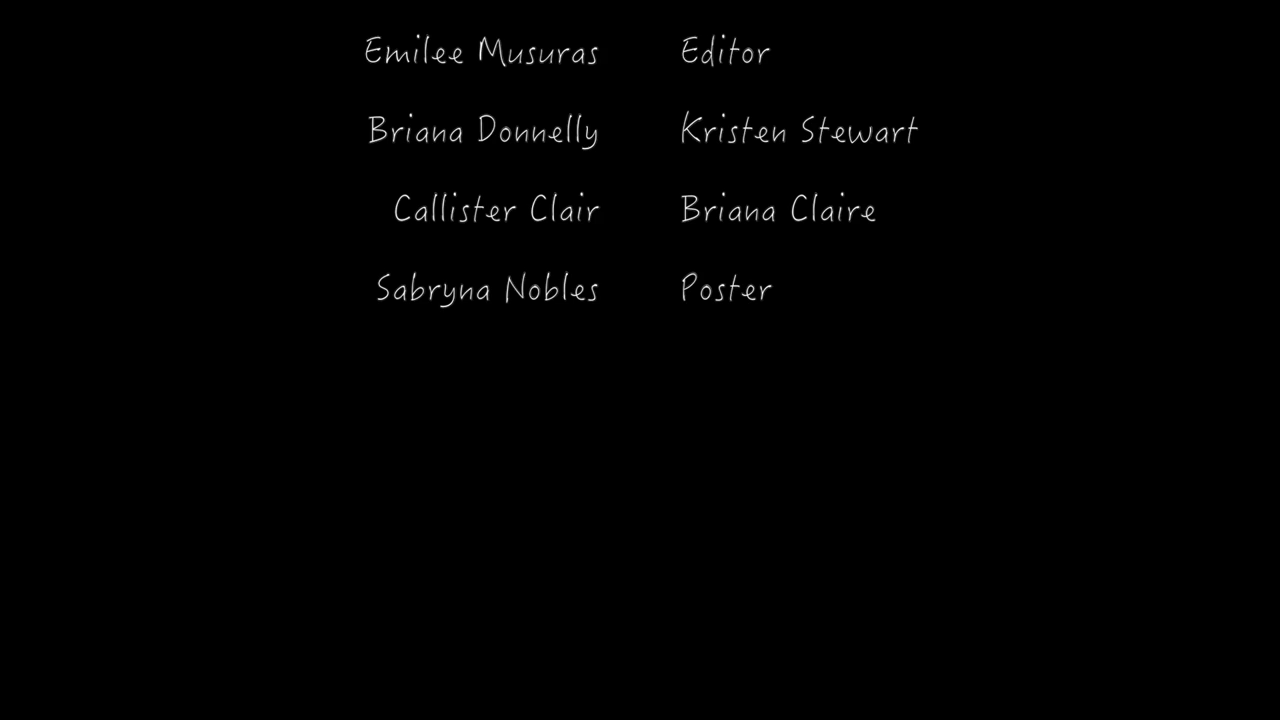 Emilee Musuras Editor
Briana Donnelly Kristen Stewart
Callister Clair Briana Claire
Sabryna Nobles Poster